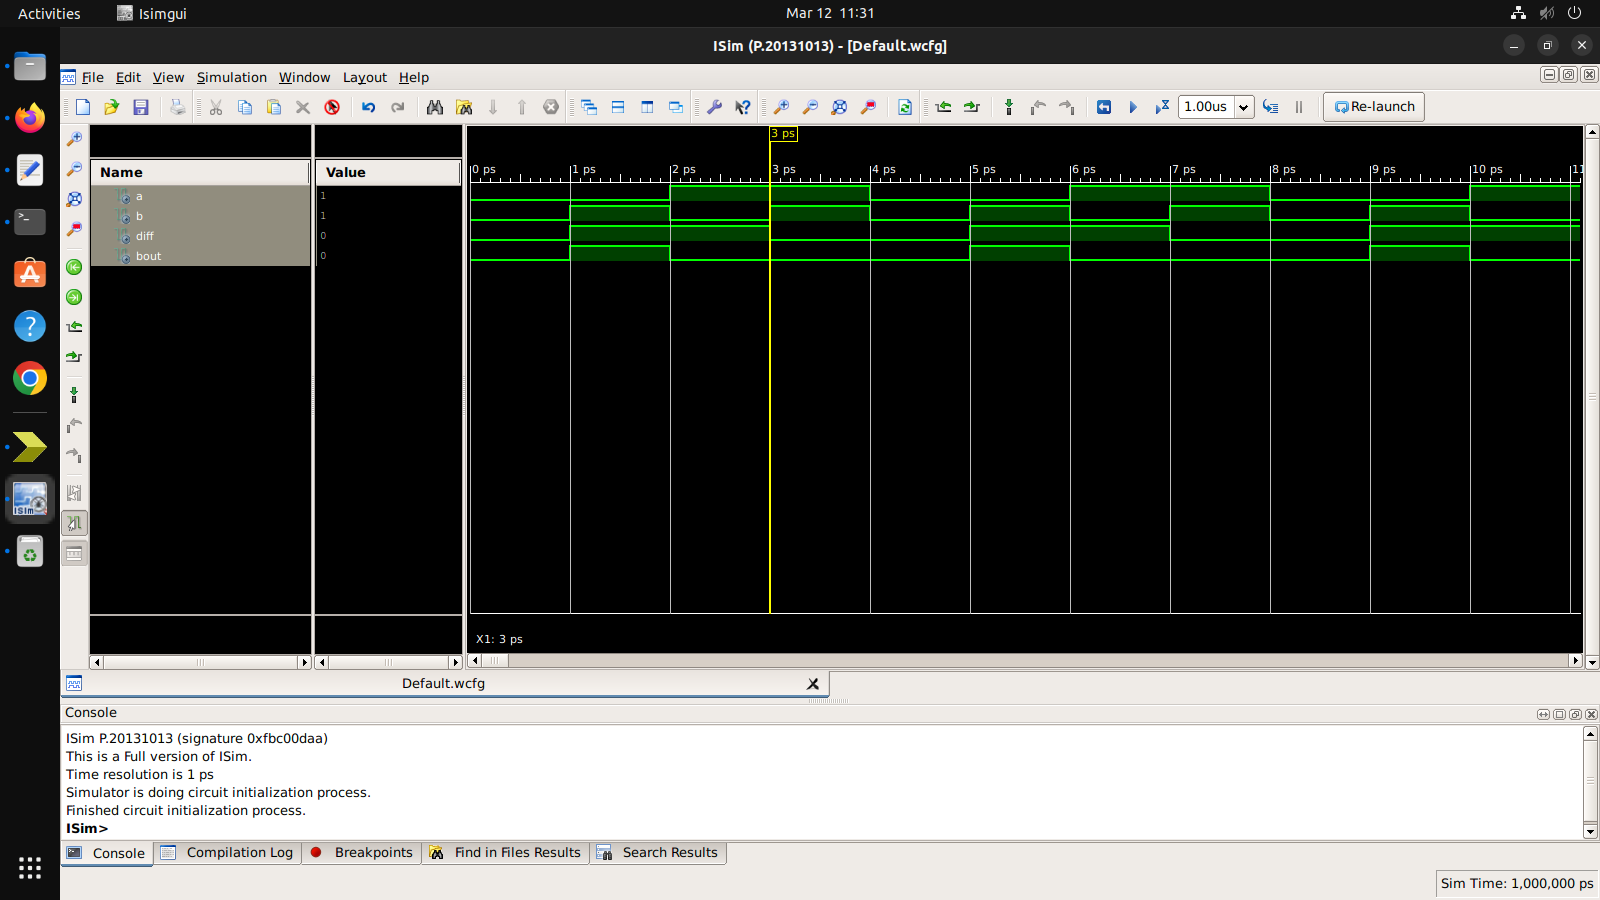 Activities
Isimgui
Mar 12 11:31
ISim (P.20131013) - [Default.wcfg]
File Edit View Simulation Window Layout Help
1.00us
Re-launch
3 ps
Name
Value
0 ps 1 ps 2 ps 3 ps 4 ps 5 ps 6 ps 7 ps 8 ps 9 ps 10 ps 11
a 1
b 1
diff 0
bout 0
X1: 3 ps
Default.wcfg
Console
ISim P.20131013 (signature 0xfbc00daa)
This is a Full version of ISim.
Time resolution is 1 ps
Simulator is doing circuit initialization process.
Finished circuit initialization process.
ISim>
Console Compilation Log Breakpoints Find in Files Results Search Results
Sim Time: 1,000,000 ps
ISim